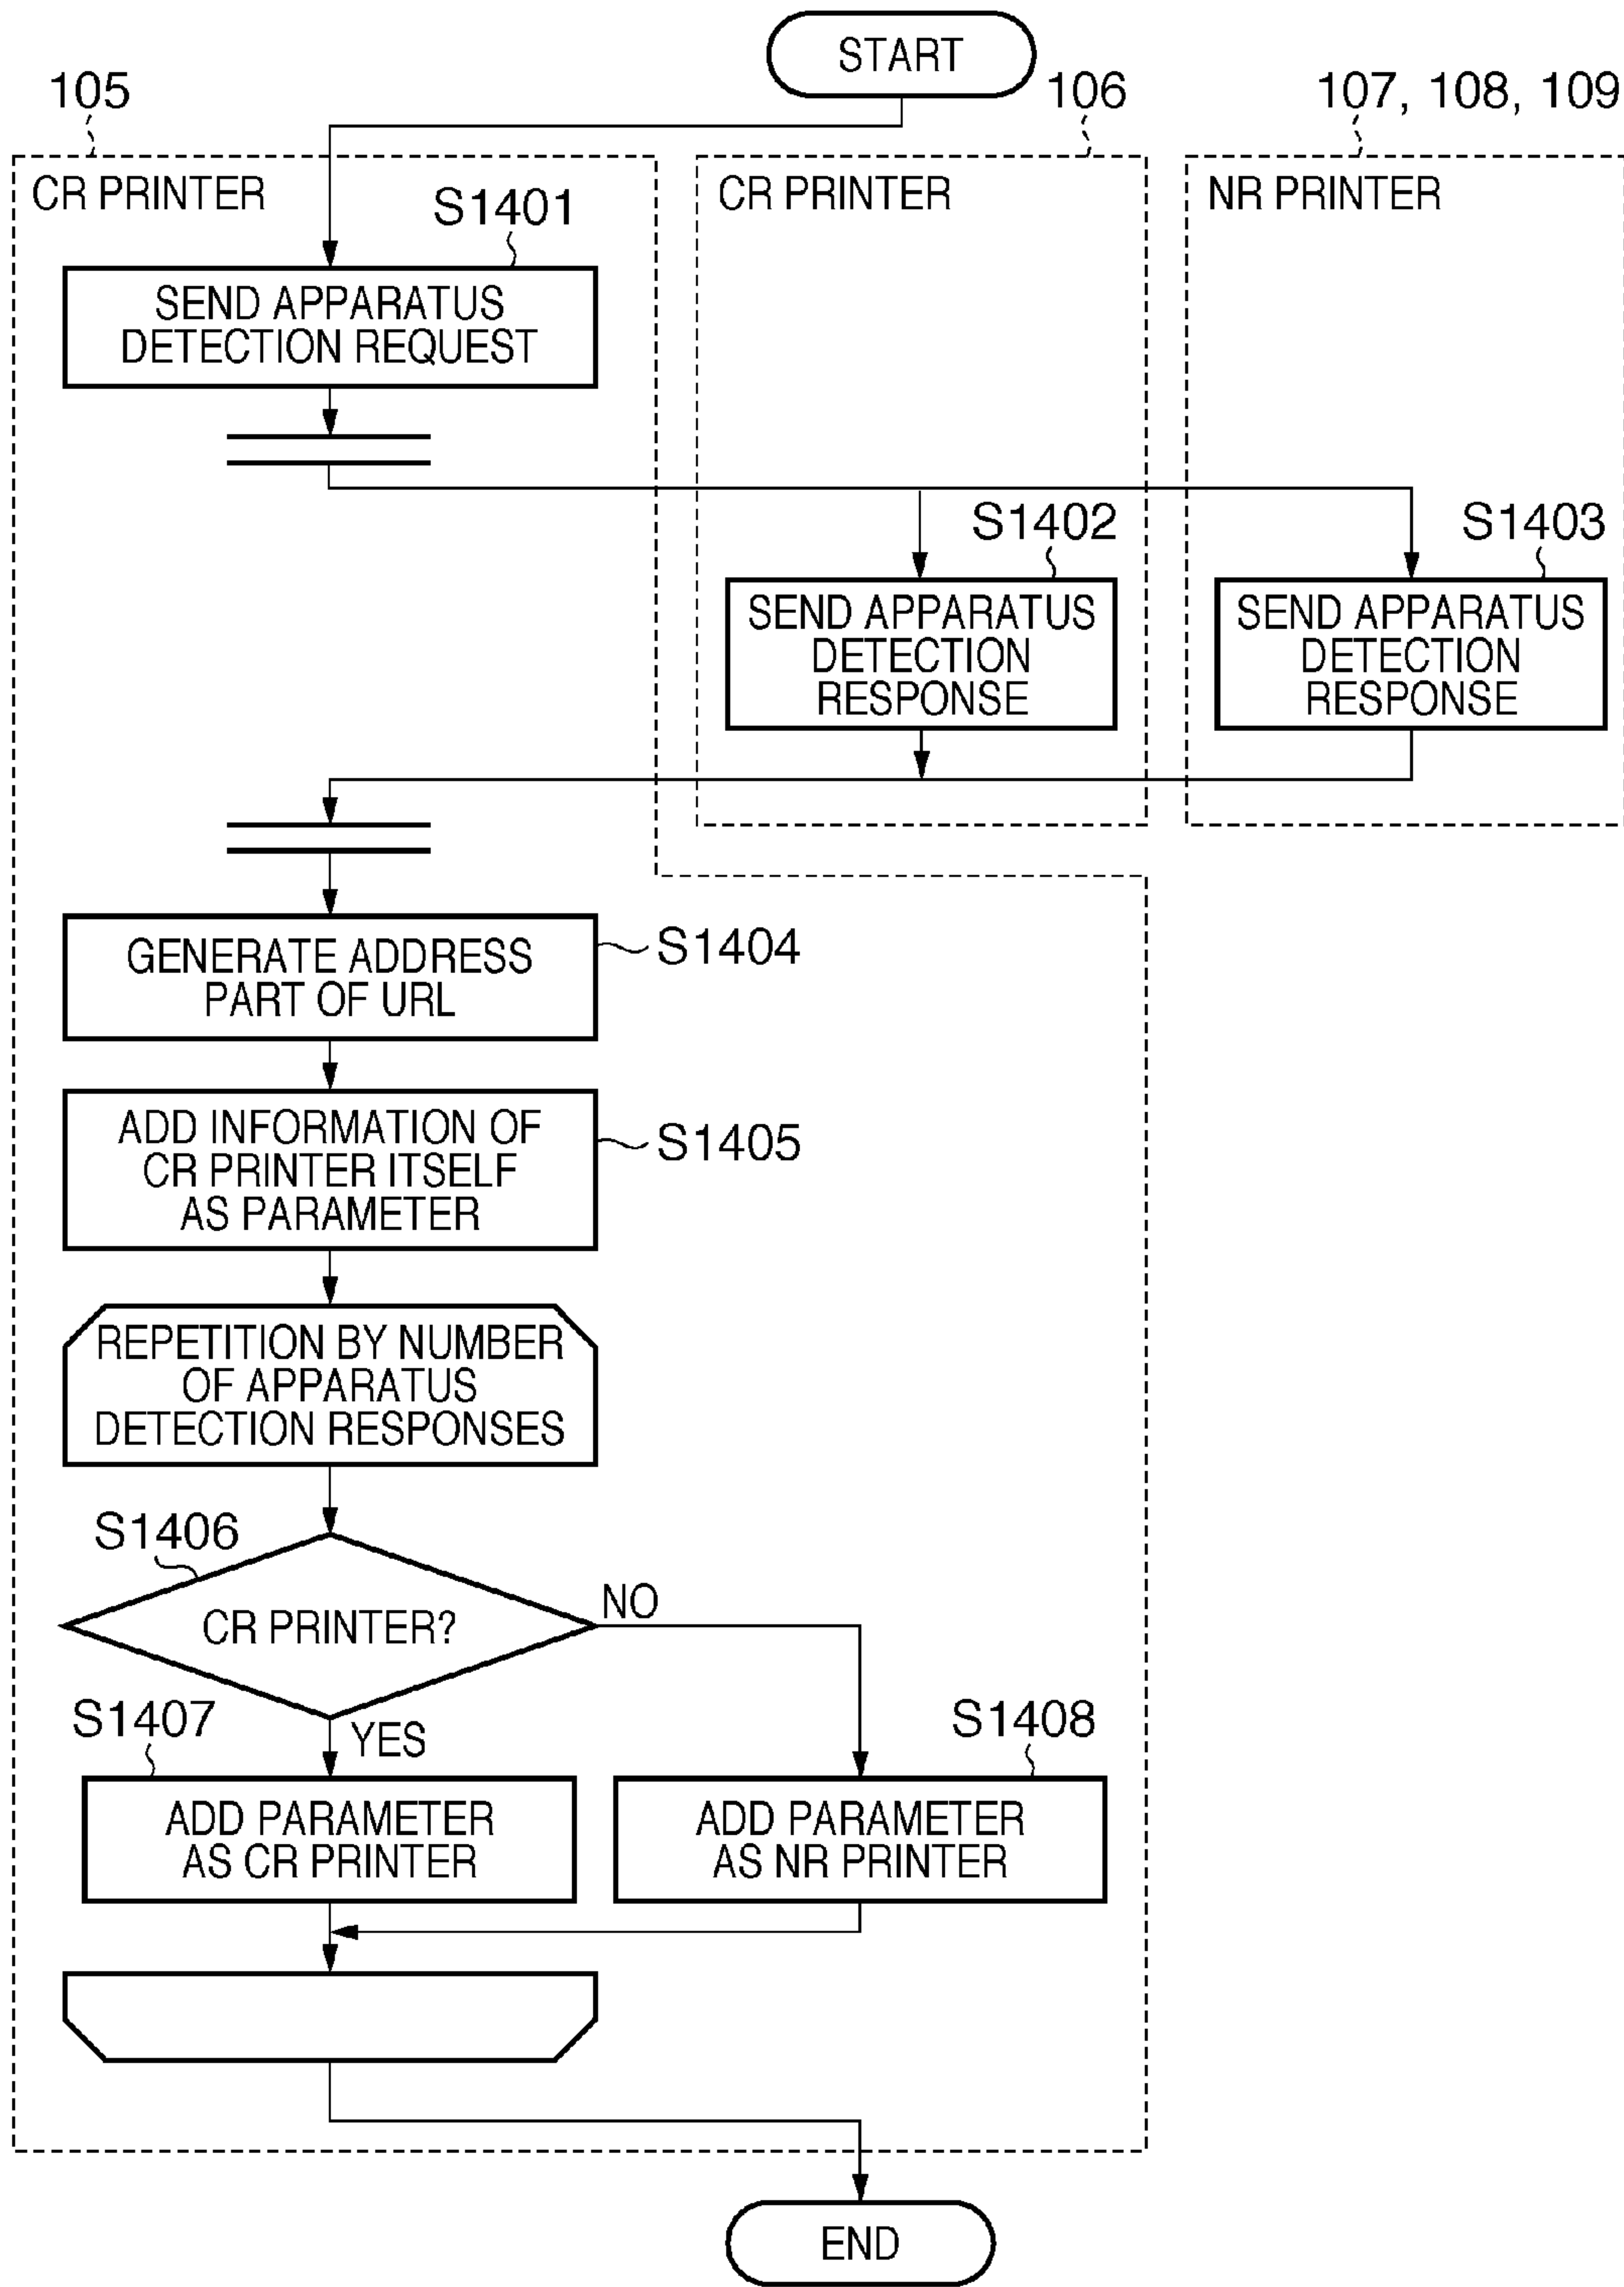 START
105
106
107, 108, 109
CR PRINTER
CR PRINTER
NR PRINTER
S1401
SEND APPARATUS
DETECTION REQUEST
S1402
SEND APPARATUS
DETECTION
RESPONSE
S1403
SEND APPARATUS
DETECTION
RESPONSE
GENERATE ADDRESS
PART OF URL
S1404
ADD INFORMATION OF
CR PRINTER ITSELF
AS PARAMETER
S1405
REPETITION BY NUMBER
OF APPARATUS
DETECTION RESPONSES
S1406
CR PRINTER?
NO
YES
S1407
ADD PARAMETER
AS CR PRINTER
S1408
ADD PARAMETER
AS NR PRINTER
END